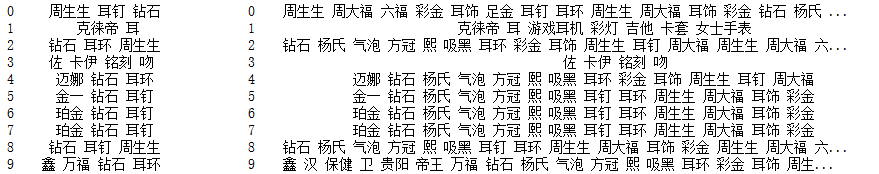 0 周生生 耳钉 钻石 0 周生生 周大福 六福 彩金 耳饰 足金 耳钉 耳环 周生生 周大福 耳饰 彩金 钻石 杨氏 ...
1 克徕帝 耳 1 克徕帝 耳 游戏耳机 彩灯 吉他 卡套 女士手表
2 钻石 耳环 周生生 2 钻石 杨氏 气泡 方冠 熙 吸黑 耳环 彩金 耳饰 周生生 耳钉 周大福 周生生 周大福 六...
3 佐 卡伊 铭刻 吻 3 佐 卡伊 铭刻 吻
4 迈娜 钻石 耳环 4 迈娜 钻石 杨氏 气泡 方冠 熙 吸黑 耳环 彩金 耳饰 周生生 耳钉 周大福
5 金一 钻石 耳钉 5 金一 钻石 杨氏 气泡 方冠 熙 吸黑 耳钉 耳环 周生生 周大福 耳饰 彩金
6 珀金 钻石 耳钉 6 珀金 钻石 杨氏 气泡 方冠 熙 吸黑 耳钉 耳环 周生生 周大福 耳饰 彩金
7 珀金 钻石 耳钉 7 珀金 钻石 杨氏 气泡 方冠 熙 吸黑 耳钉 耳环 周生生 周大福 耳饰 彩金
8 钻石 耳钉 周生生 8 钻石 杨氏 气泡 方冠 熙 吸黑 耳钉 耳环 周生生 周大福 耳饰 彩金 周生生 周大福 六...
9 鑫 万福 钻石 耳环 9 鑫 汉 保健 卫 贵阳 帝王 万福 钻石 杨氏 气泡 方冠 熙 吸黑 耳环 彩金 耳饰 周生...